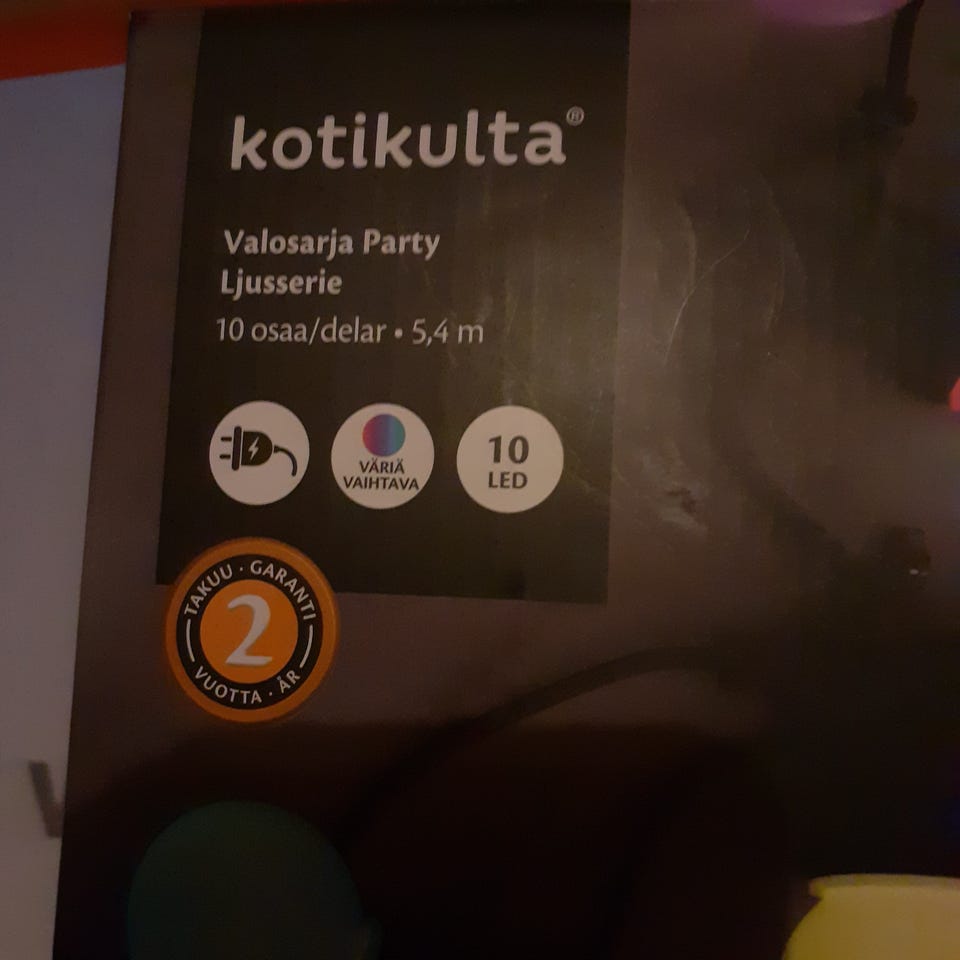 kotikulta®
Valosarja Party
Ljusserie
10 osaa/delar • 5,4 m
VÄRIÄ
VAIHTAVA
10
LED
TAKUU · GARANTI
2
VUOTTA · ÅR